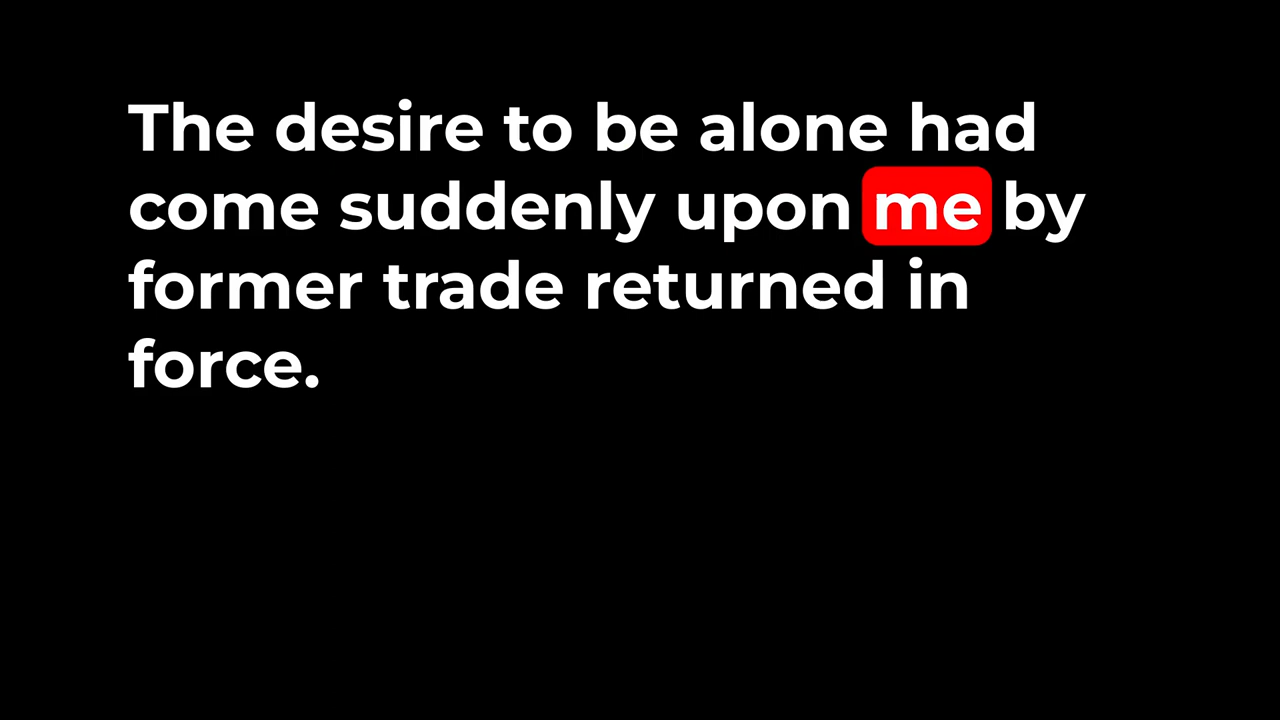 The desire to be alone had
come suddenly upon me by
former trade returned in
force.